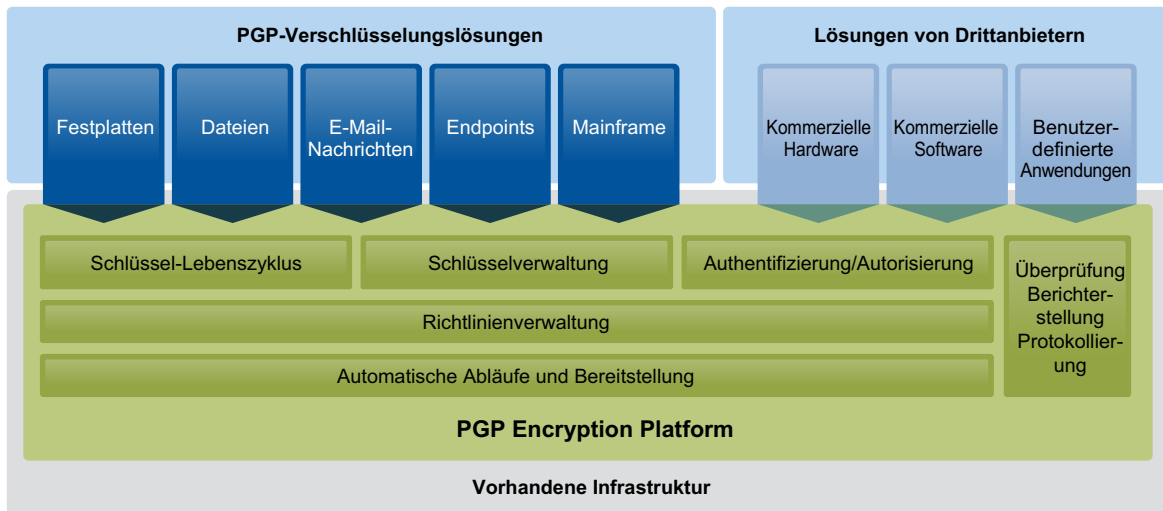 PGP-Verschlüsselungslösungen
Lösungen von Drittanbietern
Festplatten
Dateien
E-Mail-
Nachrichten
Endpoints
Mainframe
Kommerzielle
Hardware
Kommerzielle
Software
Benutzer-
definierte
Anwendungen
Schlüssel-Lebenszyklus
Schlüsselverwaltung
Authentifizierung/Autorisierung
Überprüfung
Berichter-
stellung
Protokollier-
ung
Richtlinienverwaltung
Automatische Abläufe und Bereitstellung
PGP Encryption Platform
Vorhandene Infrastruktur